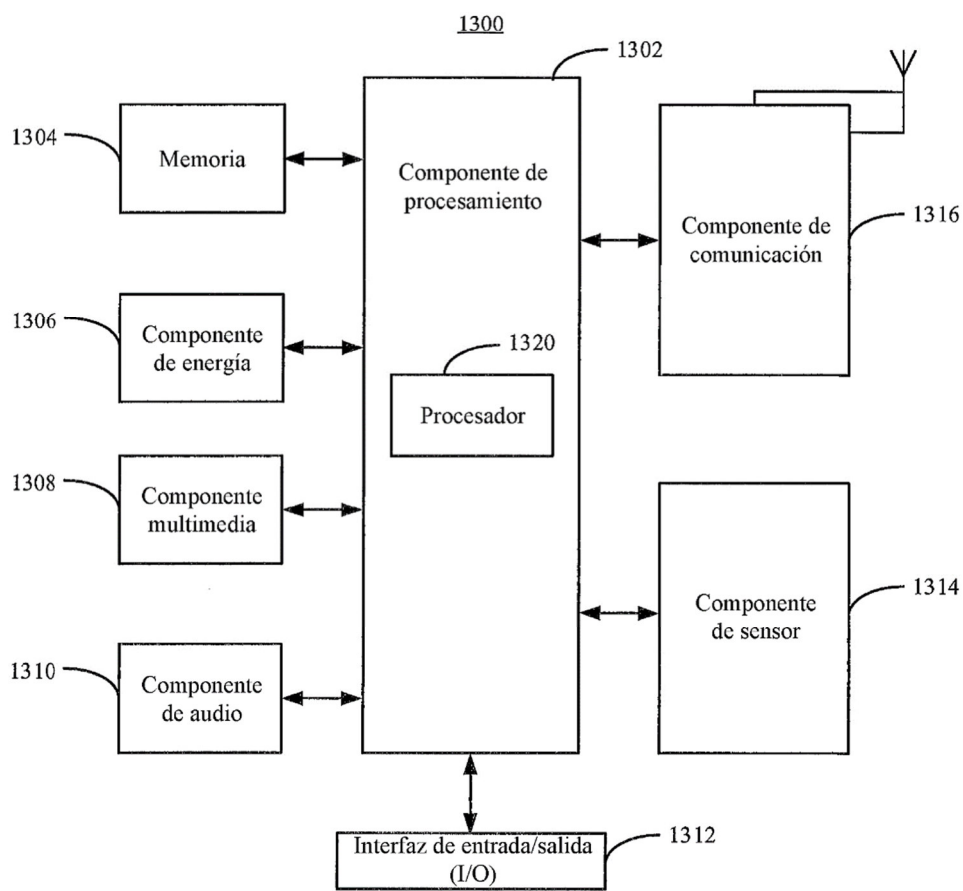 1300
1302
1304
Memoria
Componente de
procesamiento
Componente de
comunicación
1316
1306
Componente
de energía
1320
Procesador
1308
Componente
multimedia
1314
Componente
de sensor
1310
Componente
de audio
Interfaz de entrada/salida
(I/O)
1312